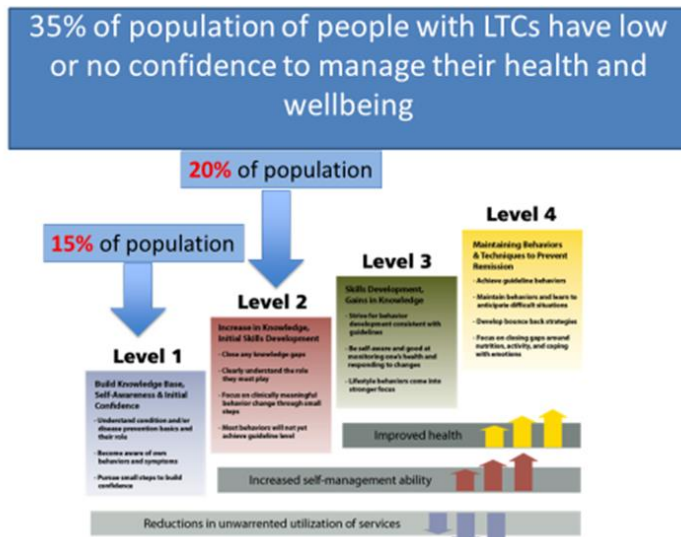 35% of population of people with LTCs have low
or no confidence to manage their health and
wellbeing
20% of population
15% of population
Level 4
Maintaining Behaviors
& Techniques to Prevent
Remission
- Achieve guideline behaviors
- Maintain behaviors and learn to
anticipate difficult situations
- Develop bounce back strategies
- Focus on closing gaps around
nutrition, activity, and coping
with emotions
Level 3
Skills Development,
Gains in Knowledge
- Strive for behavior
development consistent with
guidelines
- Be self-aware and good at
monitoring one's health and
responding to changes
- Lifestyle behaviors come into
stronger focus
Level 2
Increase in Knowledge,
Initial Skills Development
- Close any knowledge gaps
- Clearly understand the role
they must play
- Focus on clinically meaningful
behavior change through small
steps
- Most behaviors will not yet
achieve guideline level
Level 1
Build Knowledge Base,
Self-Awareness & Initial
Confidence
- Understand condition and/or
disease prevention basics and
their role
- Become aware of own
behaviors and symptoms
- Pursue small steps to build
confidence
Improved health
Increased self-management ability
Reductions in unwarrented utilization of services